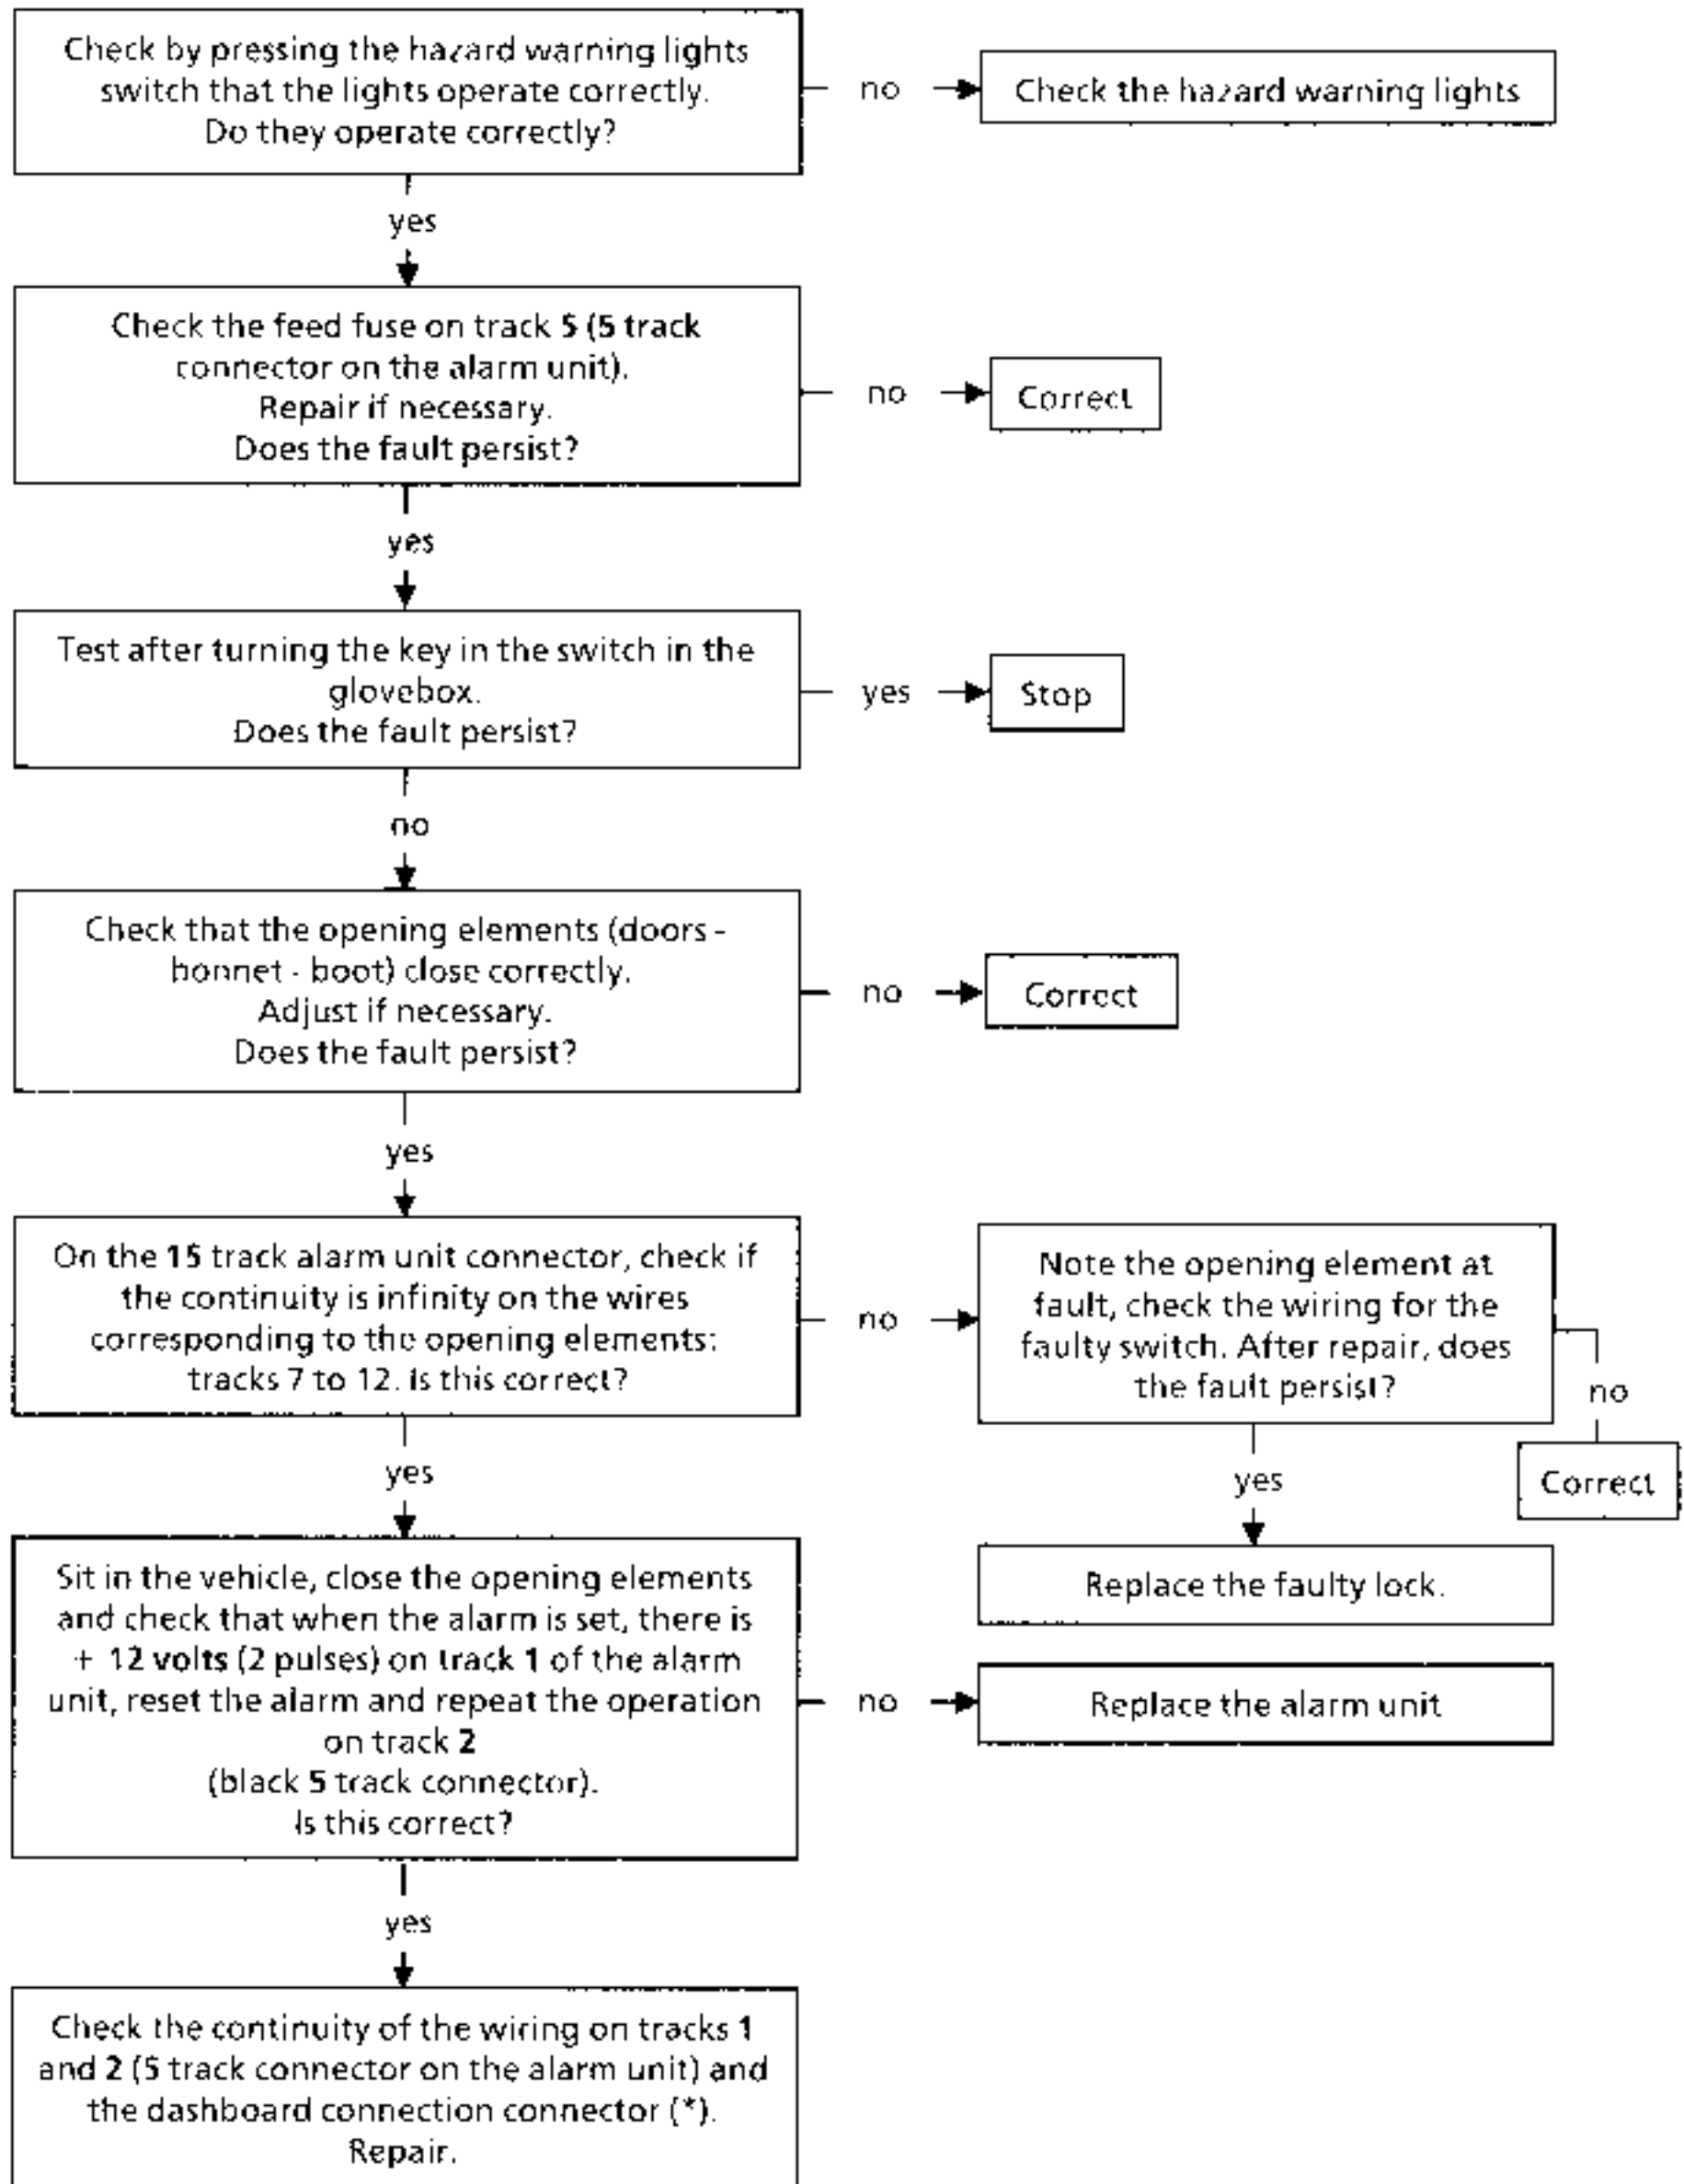 Check by pressing the hazard warning lights
switch that the lights operate correctly.
Do they operate correctly?
no
Check the hazard warning lights
yes
Check the feed fuse on track 5 (5 track
connector on the alarm unit).
Repair if necessary.
Does the fault persist?
no
Correct
yes
Test after turning the key in the switch in the
glovebox.
Does the fault persist?
yes
Stop
no
Check that the opening elements (doors -
bonnet - boot) close correctly.
Adjust if necessary.
Does the fault persist?
no
Correct
yes
On the 15 track alarm unit connector, check if
the continuity is infinity on the wires
corresponding to the opening elements:
tracks 7 to 12. Is this correct?
no
Note the opening element at
fault, check the wiring for the
faulty switch. After repair, does
the fault persist?
no
Correct
yes
Replace the faulty lock.
yes
Sit in the vehicle, close the opening elements
and check that when the alarm is set, there is
+ 12 volts (2 pulses) on track 1 of the alarm
unit, reset the alarm and repeat the operation
on track 2
(black 5 track connector).
Is this correct?
no
Replace the alarm unit
yes
Check the continuity of the wiring on tracks 1
and 2 (5 track connector on the alarm unit) and
the dashboard connection connector (*).
Repair.